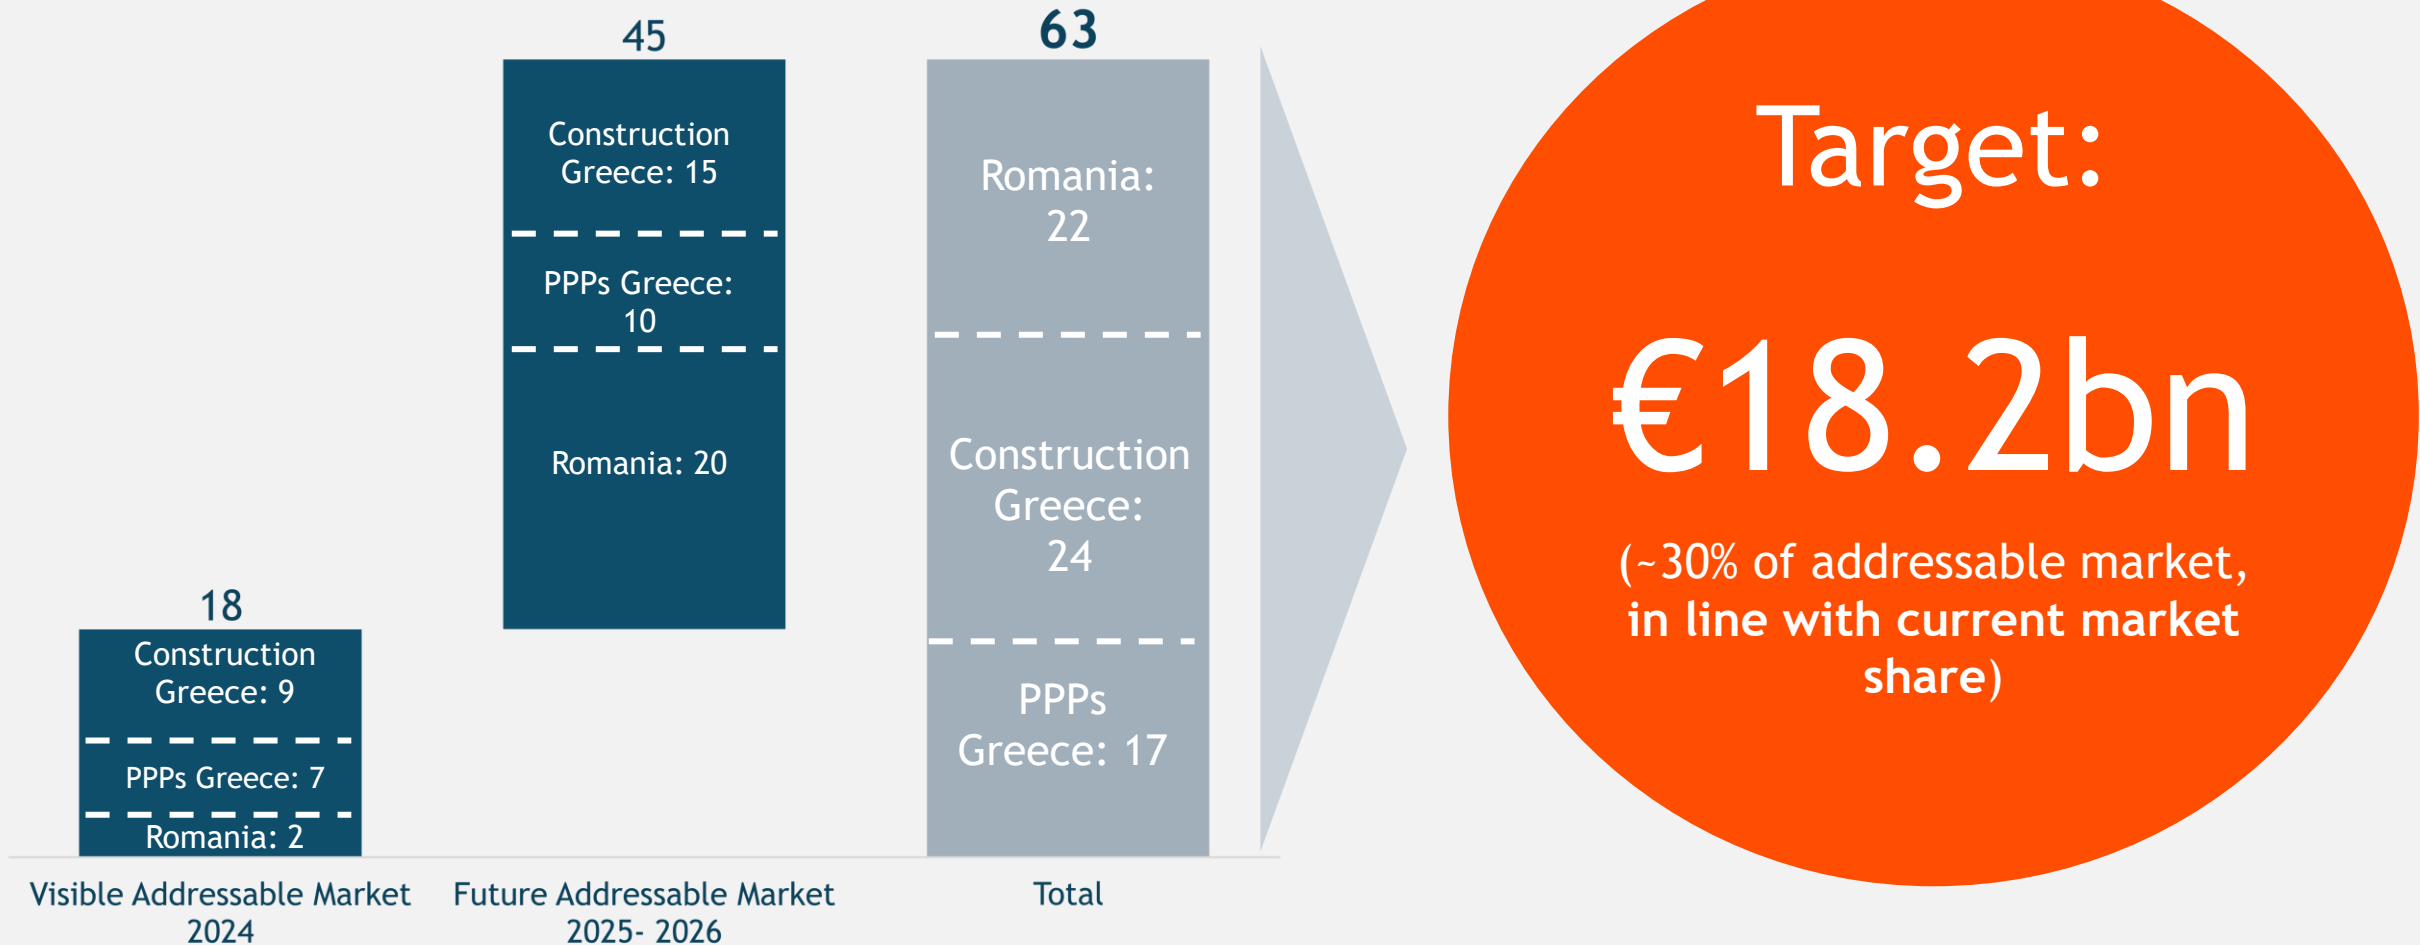 18
Construction
Greece: 9
PPPs Greece: 7
Romania: 2
Visible Addressable Market
2024
45
Construction
Greece: 15
PPPs Greece:
10
Romania: 20
Future Addressable Market
2025- 2026
63
Romania:
22
Construction
Greece:
24
PPPs
Greece: 17
Total
Target:
€18.2bn
(~30% of addressable market,
in line with current market
share)